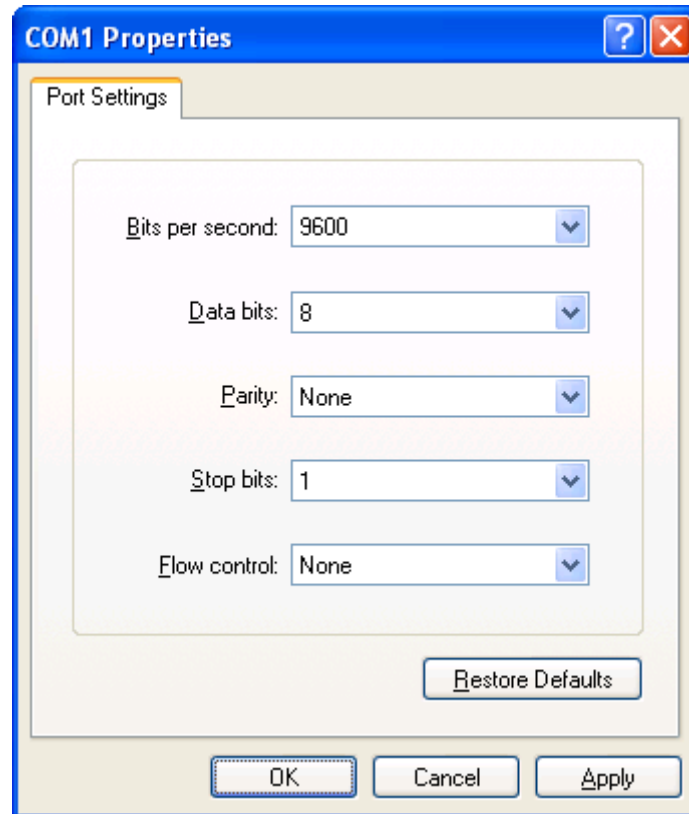 COM1 Properties
Port Settings
Bits per second: 9600
Data bits: 8
Parity: None
Stop bits: 1
Flow control: None
Restore Defaults
OK Cancel Apply